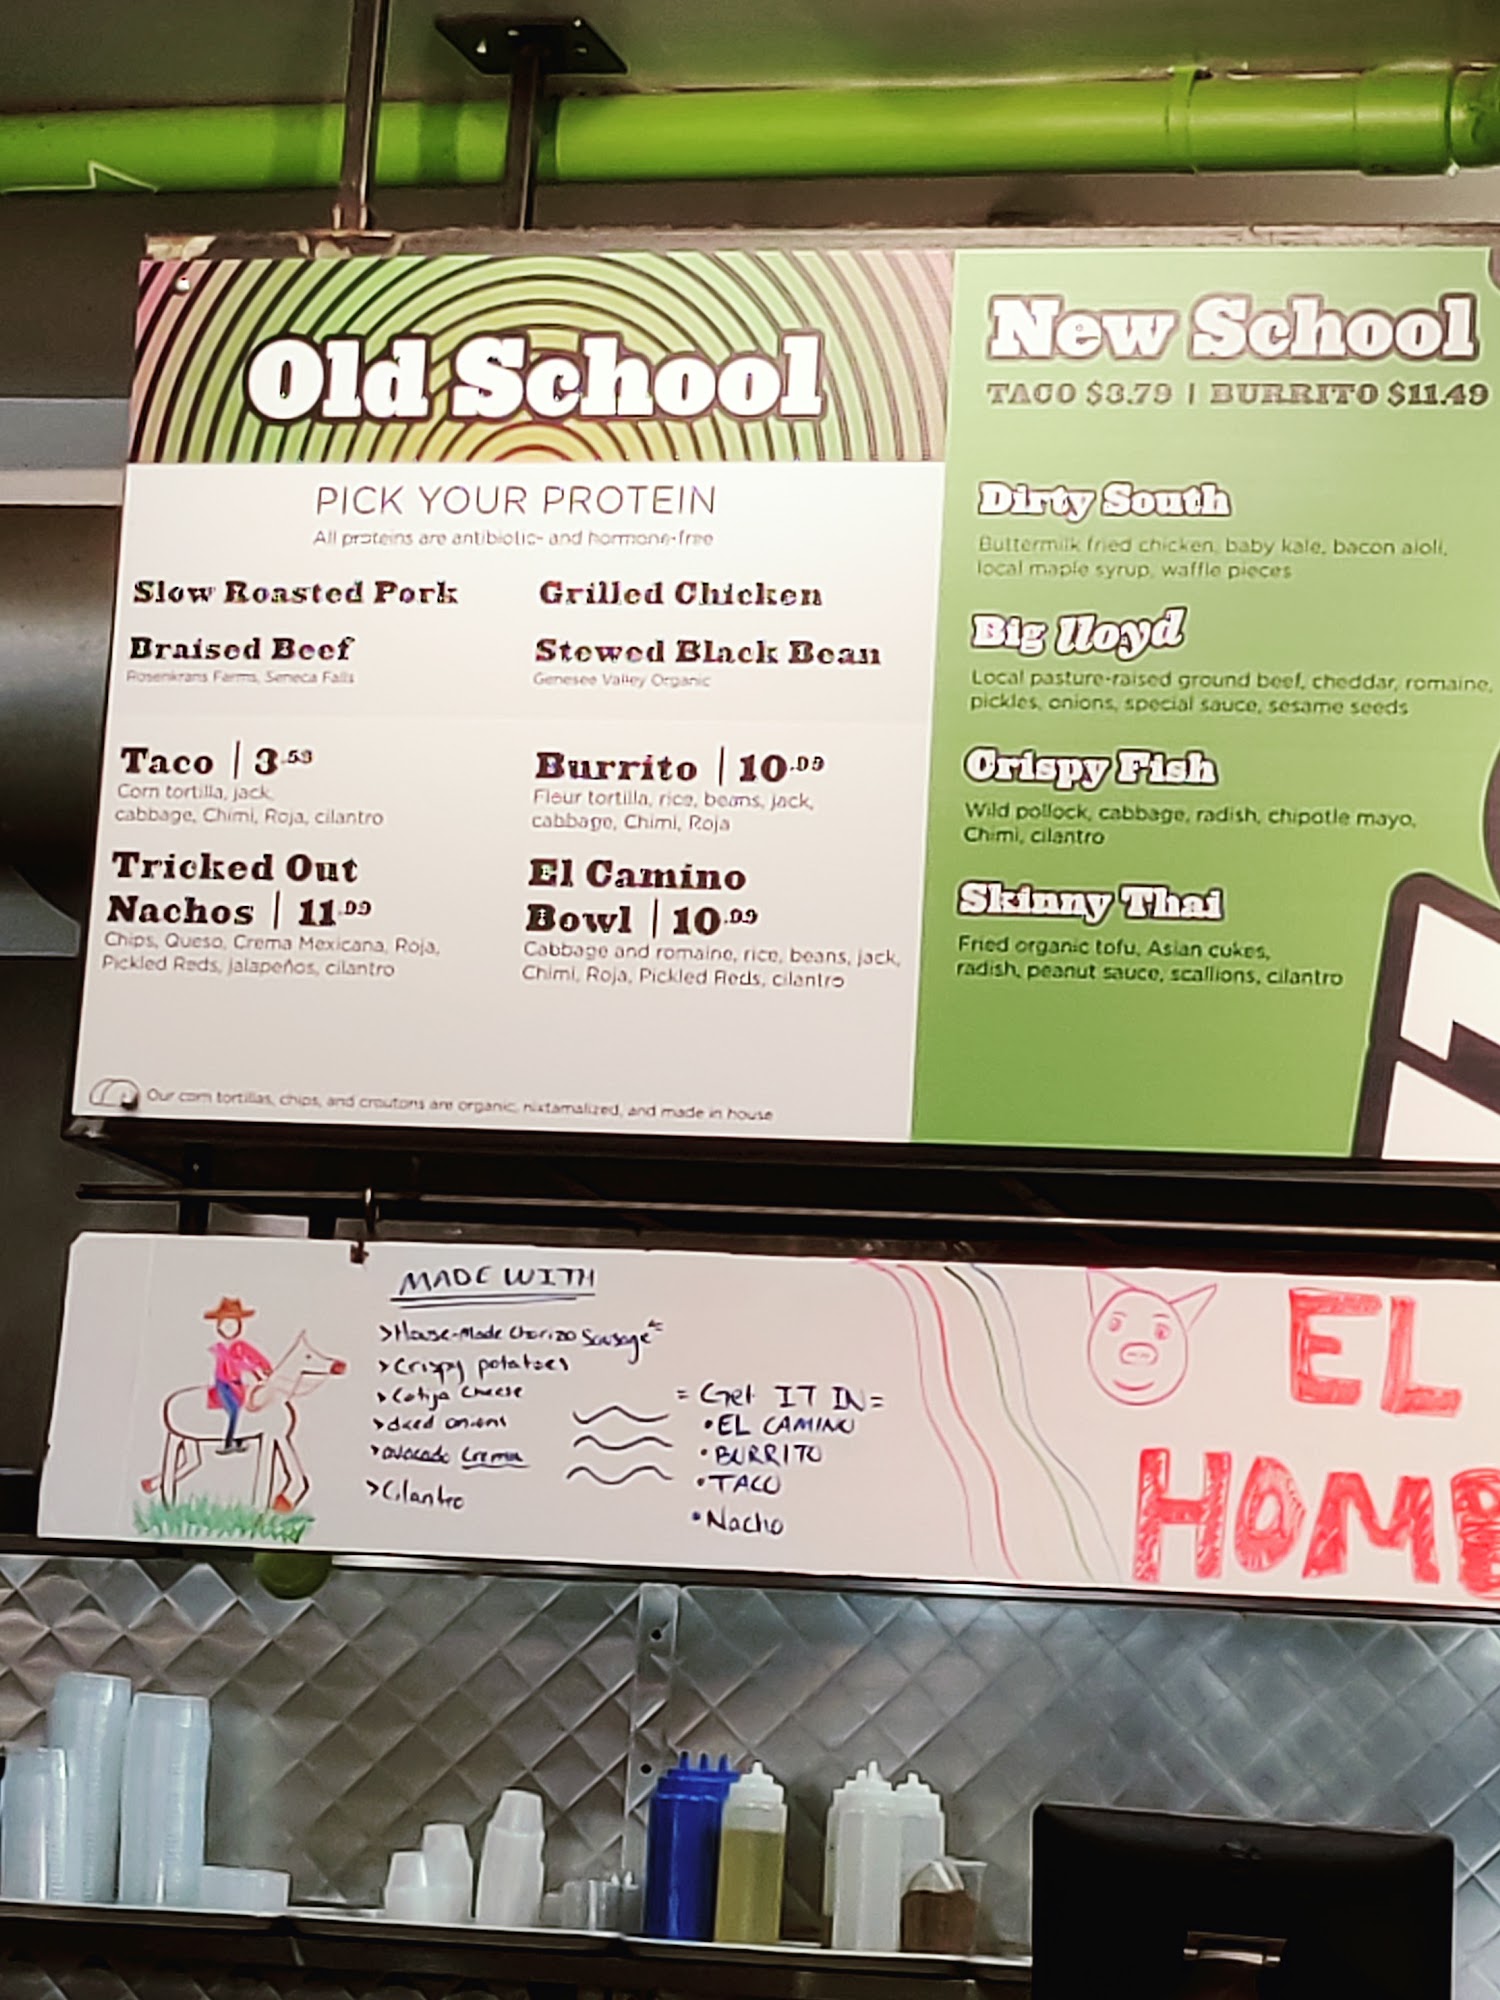 Old School
PICK YOUR PROTEIN
All proteins are antibiotic- and hormone-free
Slow Roasted Pork
Grilled Chicken
Braised Beef
Rosenkrans Farms, Seneca Falls
Stewed Black Bean
Genesee Valley Organic
Taco | 3
Corn tortilla, jack,
cabbage, Chimi, Roja, cilantro
Burrito | 10.99
Fleur tortilla, rice, beans, jack,
cabbage, Chimi, Roja
Tricked Out
Nachos | 11.99
Chips, Queso, Crema Mexicana, Roja,
Pickled Reds, jalapeños, cilantro
El Camino
Bowl | 10.99
Cabbage and romaine, rice, beans, jack,
Chimi, Roja, Pickled Reds, cilantro
Our corn tortillas, chips, and croutons are organic, nixtamalized, and made in house
New School
TACO $3.79 | BURRITO $11.49
Dirty South
Buttermilk fried chicken, baby kale, bacon aioli,
local maple syrup, waffle pieces
Big lloyd
Local pasture-raised ground beef, cheddar, romaine,
pickles, onions, special sauce, sesame seeds
Crispy Fish
Wild pollock, cabbage, radish, chipotle mayo,
Chimi, cilantro
Skinny Thai
Fried organic tofu, Asian cukes,
radish, peanut sauce, scallions, cilantro
MADE WITH
>House-Made Chorizo Sausage
>Crispy potatoes
>Cotija Cheese
>diced onions
>avocado Crema
>Cilantro
= Get IT IN =
•EL CAMINO
•BURRITO
•TACO
•Nacho
EL
HOMB